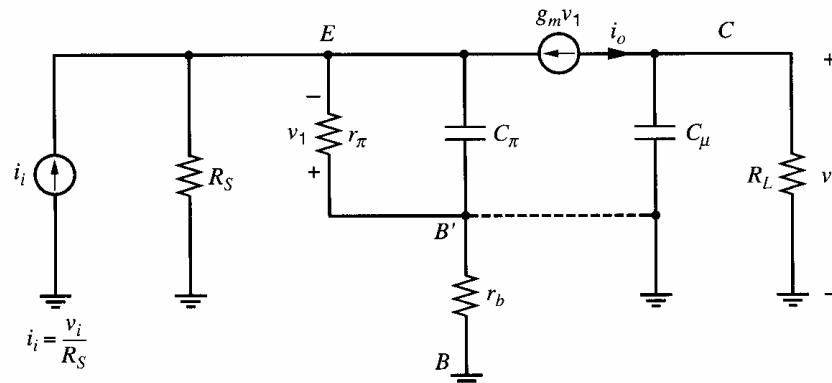 g_m v_1
E
i_o
C
+
−
v_1
r_π
+
C_π
C_μ
i_i
R_S
R_L
v
B'
r_b
−
B
i_i = v_i / R_S